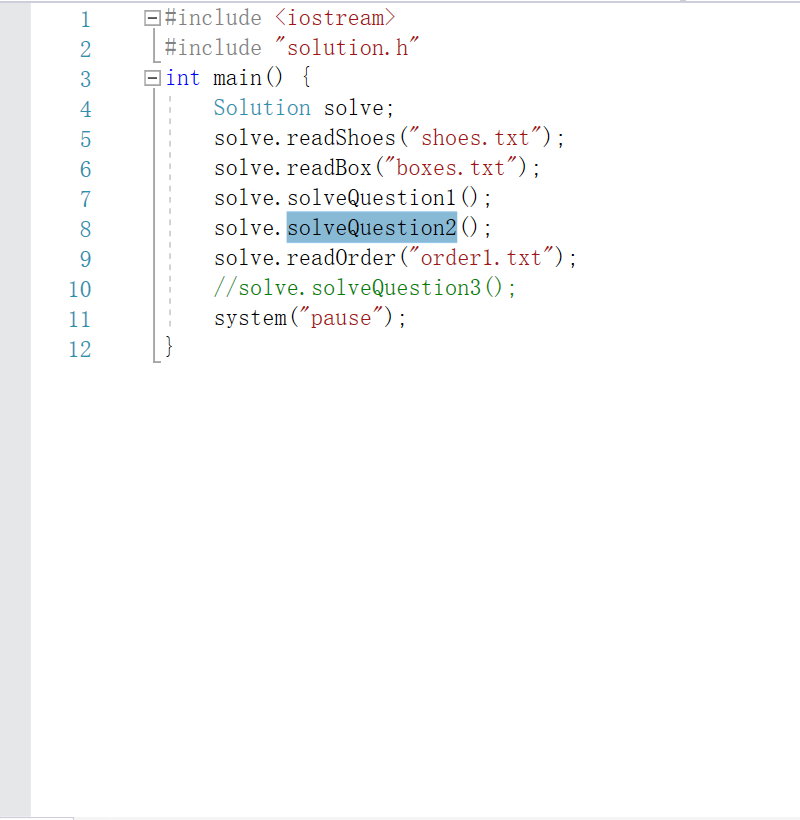 1 #include <iostream>
2 #include "solution.h"
3 int main() {
4 Solution solve;
5 solve.readShoes("shoes.txt");
6 solve.readBox("boxes.txt");
7 solve.solveQuestion1();
8 solve.solveQuestion2();
9 solve.readOrder("order1.txt");
10 //solve.solveQuestion3();
11 system("pause");
12 }